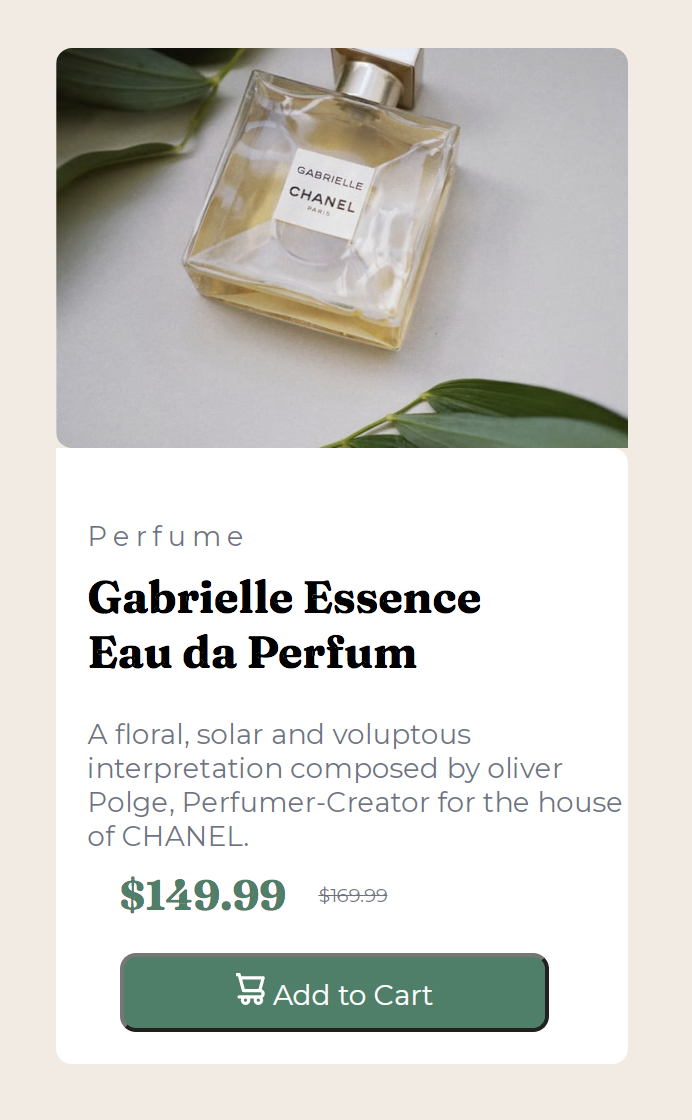 GABRIELLE
CHANEL
PARIS
Perfume
Gabrielle Essence
Eau da Perfum
A floral, solar and voluptous
interpretation composed by oliver
Polge, Perfumer-Creator for the house
of CHANEL.
$149.99 $169.99
Add to Cart